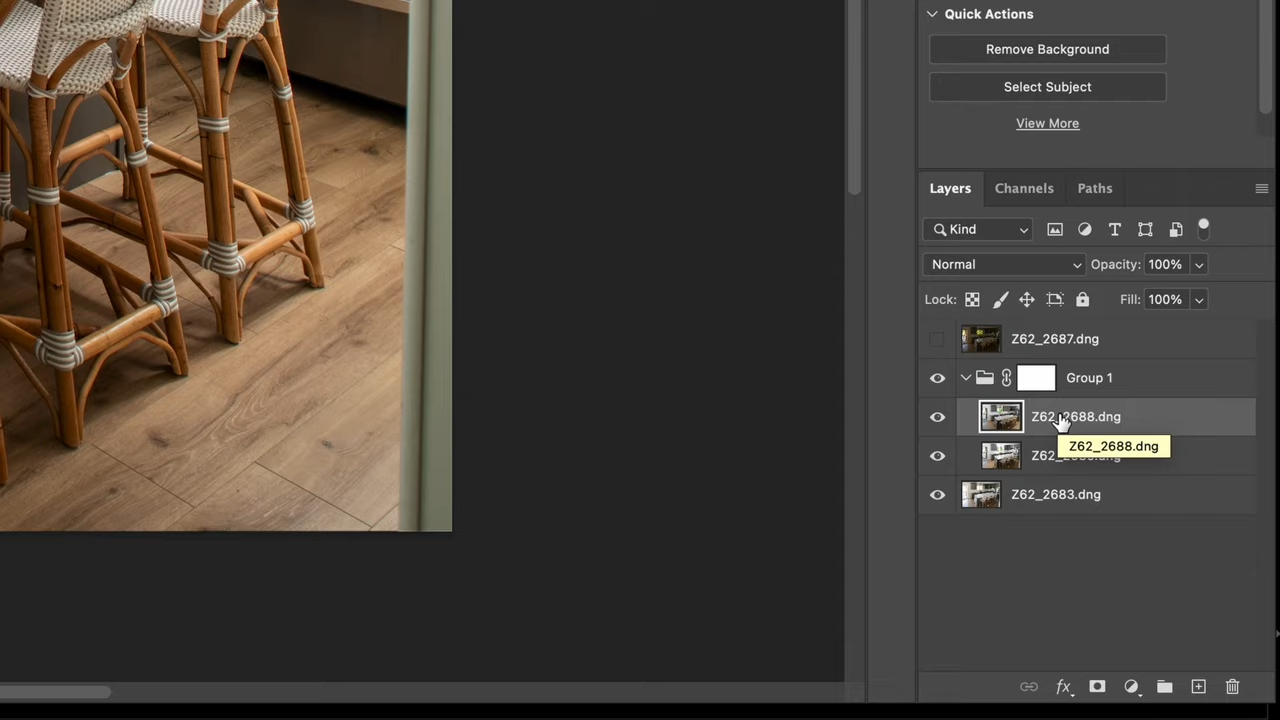 Quick Actions
Remove Background
Select Subject
View More
Layers Channels Paths
Kind
Normal Opacity: 100%
Lock: Fill: 100%
Z62_2687.dng
Group 1
Z62_2688.dng
Z62_2688.dng
Z62_2683.dng
fx